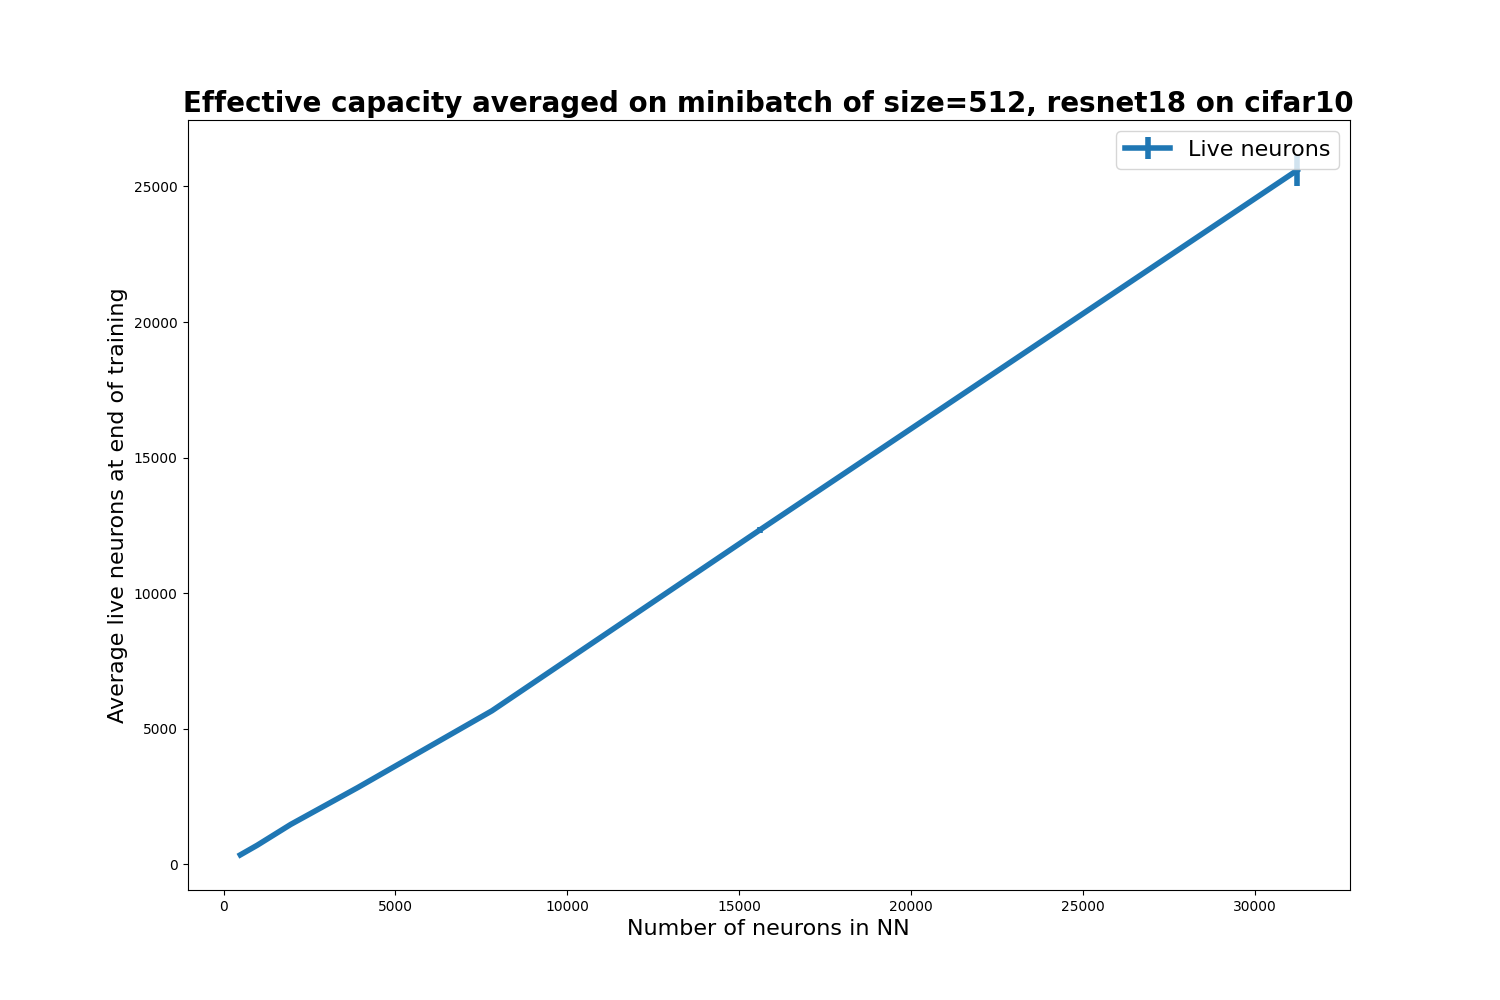 Effective capacity averaged on minibatch of size=512, resnet18 on cifar10
Live neurons
Average live neurons at end of training
25000
20000
15000
10000
5000
0
0 5000 10000 15000 20000 25000 30000
Number of neurons in NN